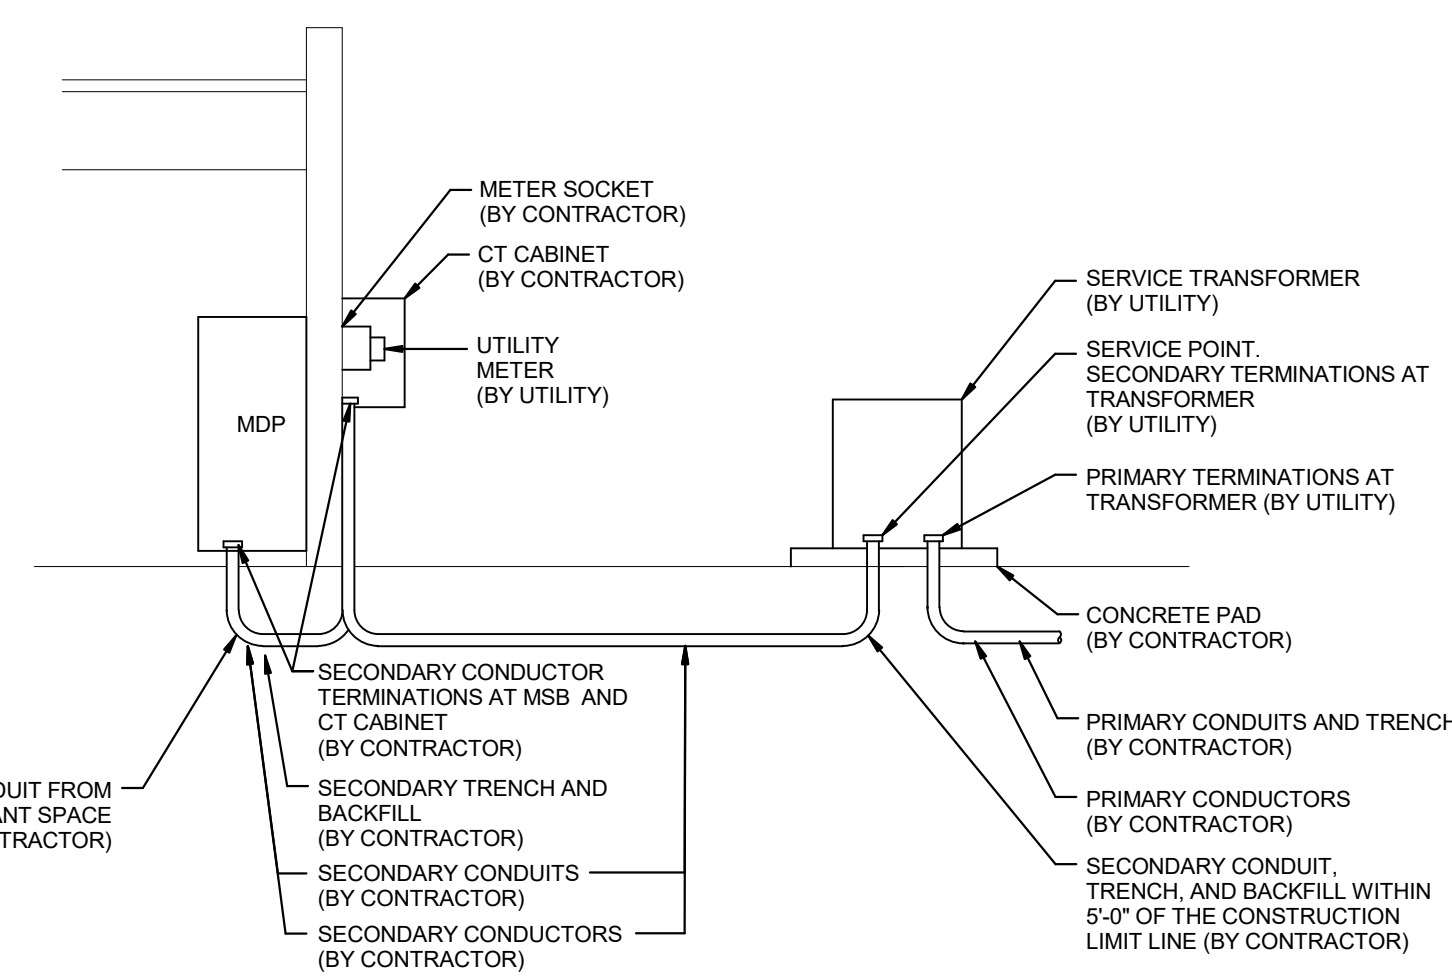 METER SOCKET
(BY CONTRACTOR)
CT CABINET
(BY CONTRACTOR)
UTILITY
METER
(BY UTILITY)
MDP
SERVICE TRANSFORMER
(BY UTILITY)
SERVICE POINT.
SECONDARY TERMINATIONS AT
TRANSFORMER
(BY UTILITY)
PRIMARY TERMINATIONS AT
TRANSFORMER (BY UTILITY)
CONCRETE PAD
(BY CONTRACTOR)
PRIMARY CONDUITS AND TRENCH
(BY CONTRACTOR)
PRIMARY CONDUCTORS
(BY CONTRACTOR)
SECONDARY CONDUIT,
TRENCH, AND BACKFILL WITHIN
5'-0" OF THE CONSTRUCTION
LIMIT LINE (BY CONTRACTOR)
SECONDARY CONDUCTOR
TERMINATIONS AT MSB AND
CT CABINET
(BY CONTRACTOR)
SECONDARY TRENCH AND
BACKFILL
(BY CONTRACTOR)
SECONDARY CONDUITS
(BY CONTRACTOR)
SECONDARY CONDUCTORS
(BY CONTRACTOR)
FROM
SPACE